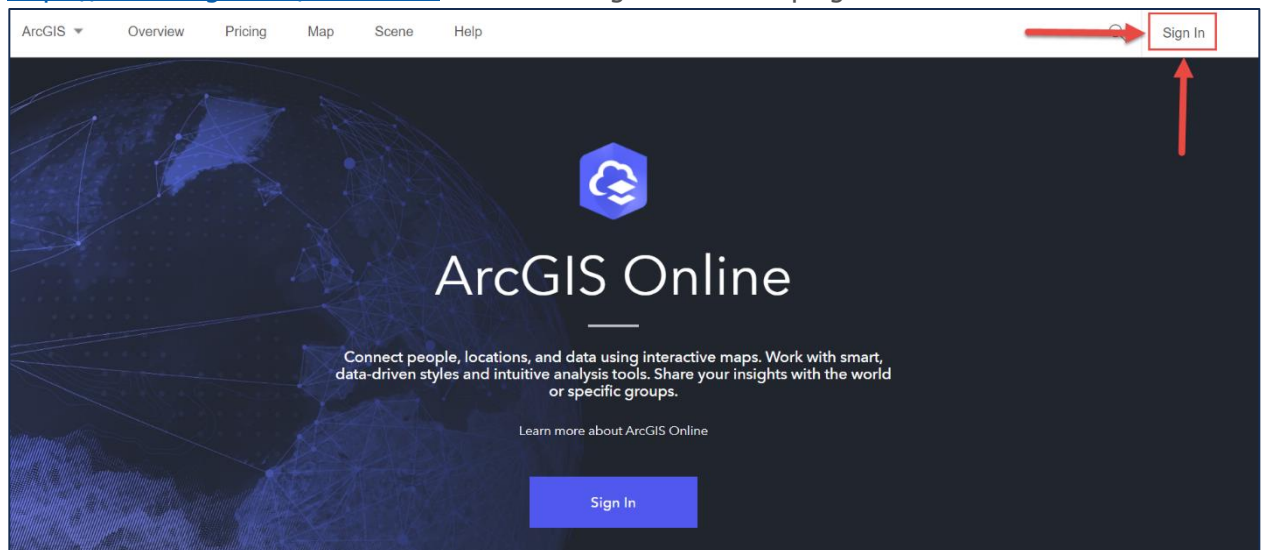 ArcGIS Overview Pricing Map Scene Help Sign In
ArcGIS Online
Connect people, locations, and data using interactive maps. Work with smart,
data-driven styles and intuitive analysis tools. Share your insights with the world
or specific groups.
Learn more about ArcGIS Online
Sign In